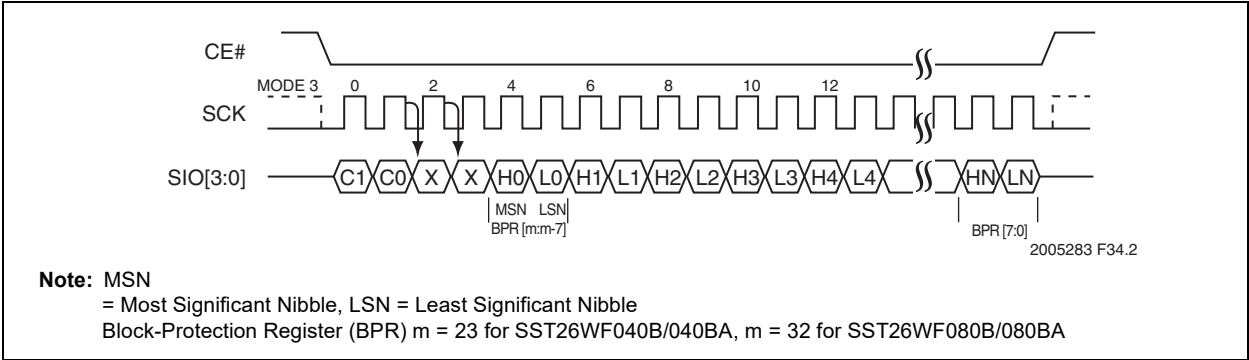 CE#
MODE 3 0 2 4 6 8 10 12
SCK
SIO[3:0] C1 C0 X X H0 L0 H1 L1 H2 L2 H3 L3 H4 L4 HN LN
MSN LSN
BPR [m:m-7]
BPR [7:0]
2005283 F34.2
Note: MSN
= Most Significant Nibble, LSN = Least Significant Nibble
Block-Protection Register (BPR) m = 23 for SST26WF040B/040BA, m = 32 for SST26WF080B/080BA